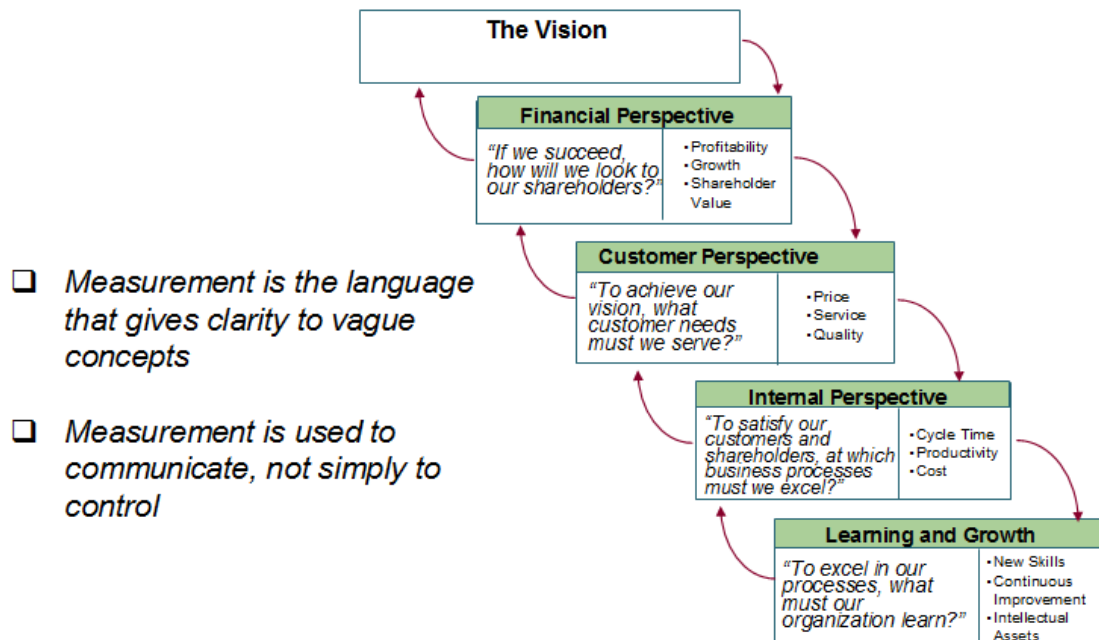 The Vision
Financial Perspective
“If we succeed,
how will we look to
our shareholders?”
• Profitability
• Growth
• Shareholder
Value
Customer Perspective
“To achieve our
vision, what
customer needs
must we serve?”
• Price
• Service
• Quality
Internal Perspective
“To satisfy our
customers and
shareholders, at which
business processes
must we excel?”
• Cycle Time
• Productivity
• Cost
Learning and Growth
“To excel in our
processes, what
must our
organization learn?”
• New Skills
• Continuous
Improvement
• Intellectual
Assets
❑ Measurement is the language
that gives clarity to vague
concepts
❑ Measurement is used to
communicate, not simply to
control